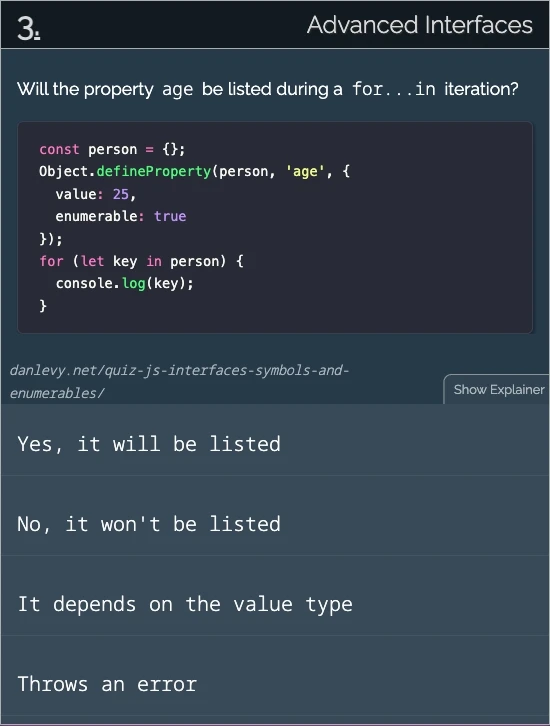 3.
Advanced Interfaces
Will the property age be listed during a for...in iteration?
const person = {};
Object.defineProperty(person, 'age', {
  value: 25,
  enumerable: true
});
for (let key in person) {
  console.log(key);
}
danlevy.net/quiz-js-interfaces-symbols-and-
enumerables/
Show Explainer
Yes, it will be listed
No, it won't be listed
It depends on the value type
Throws an error